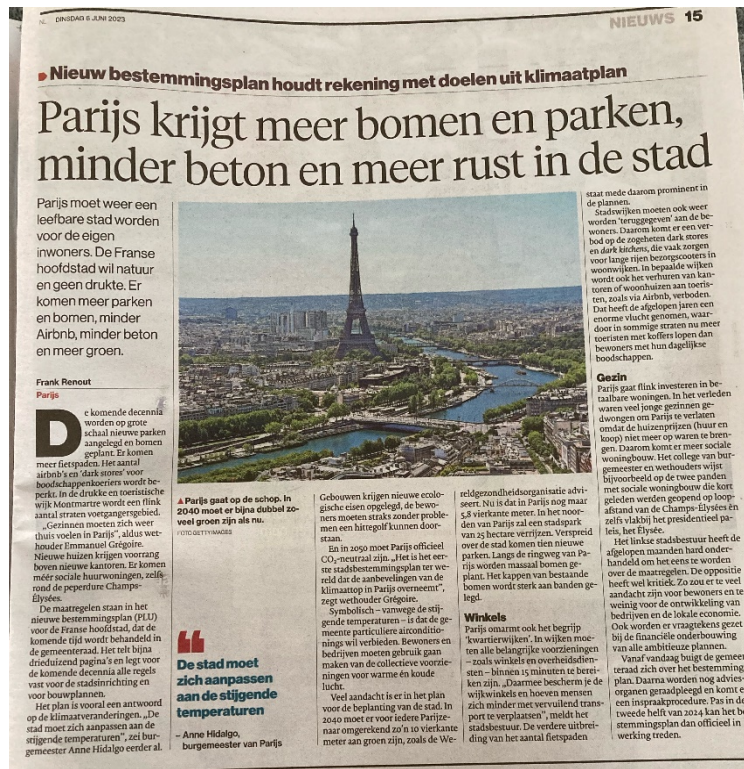 NL DINSDAG 6 JUNI 2023
NIEUWS 15
Nieuw bestemmingsplan houdt rekening met doelen uit klimaatplan
Parijs krijgt meer bomen en parken,
minder beton en meer rust in de stad
Parijs moet weer een
leefbare stad worden
voor de eigen
inwoners. De Franse
hoofdstad wil natuur
en geen drukte. Er
komen meer parken
en bomen, minder
Airbnb, minder beton
en meer groen.
Frank Renout
Parijs
De komende decennia
worden op grote
schaal nieuwe parken
aangelegd en bomen
geplant. Er komen
meer fietspaden. Het aantal
airbnb's en 'dark stores' voor
boodschappenkoeriers wordt be-
perkt. In de drukke en toeristische
wijk Montmartre wordt een flink
aantal straten voetgangersgebied.
„Gezinnen moeten zich weer
thuis voelen in Parijs", aldus wet-
houder Emmanuel Grégoire.
Nieuwe huizen krijgen voorrang
boven nieuwe kantoren. Er komen
méér sociale huurwoningen, zelfs
rond de peperdure Champs-
Élysées.
De maatregelen staan in het
nieuwe bestemmingsplan (PLU)
voor de Franse hoofdstad, dat de
komende tijd wordt behandeld in
de gemeenteraad. Het telt bijna
drieduizend pagina's en legt voor
de komende decennia alle regels
vast voor de stadsinrichting en
voor bouwplannen.
Het plan is vooral een antwoord
op de klimaatveranderingen. „De
stad moet zich aanpassen aan de
stijgende temperaturen", zei bur-
gemeester Anne Hidalgo eerder al.
Parijs gaat op de schop. In
2040 moet er bijna dubbel zo-
veel groen zijn als nu.
FOTO GETTY IMAGES
De stad moet
zich aanpassen
aan de stijgende
temperaturen
– Anne Hidalgo,
burgemeester van Parijs
Gebouwen krijgen nieuwe ecolo-
gische eisen opgelegd, de bewo-
ners moeten straks zonder proble-
men een hittegolf kunnen door-
staan.
En in 2050 moet Parijs officieel
CO₂-neutraal zijn. „Het is het eer-
ste stadsbestemmingsplan ter we-
reld dat de aanbevelingen van de
klimaattop in Parijs overneemt",
zegt wethouder Grégoire.
Symbolisch – vanwege de stij-
gende temperaturen – is dat de ge-
meente particuliere airconditio-
nings wil verbieden. Bewoners en
bedrijven moeten gebruik gaan
maken van de collectieve voorzie-
ningen voor warme én koude
lucht.
Veel aandacht is er in het plan
voor de beplanting van de stad. In
2040 moet er voor iedere Parijze-
naar omgerekend zo'n 10 vierkante
meter aan groen zijn, zoals de We-
reldgezondheidsorganisatie advi-
seert. Nu is dat in Parijs nog maar
5,8 vierkante meter. In het noor-
den van Parijs zal een stadspark
van 25 hectare verrijzen. Verspreid
over de stad komen tien nieuwe
parken. Langs de ringweg van Pa-
rijs worden massaal bomen ge-
plant. Het kappen van bestaande
bomen wordt sterk aan banden ge-
legd.
Winkels
Parijs omarmt ook het begrip
'kwartierwijken'. In wijken moe-
ten alle belangrijke voorzieningen
– zoals winkels en overheidsdien-
sten – binnen 15 minuten te berei-
ken zijn. „Daarmee bescherm je de
wijkwinkels en hoeven mensen
zich minder met vervuilend trans-
port te verplaatsen", meldt het
stadsbestuur. De verdere uitbrei-
ding van het aantal fietspaden
staat mede daarom prominent in
de plannen.
Stadswijken moeten ook weer
worden 'teruggegeven' aan de be-
woners. Daarom komt er een ver-
bod op de zogeheten dark stores
en dark kitchens, die vaak zorgen
voor lange rijen bezorgscooters in
woonwijken. In bepaalde wijken
wordt ook het verhuren van kan-
toren of woonhuizen aan toeris-
ten, zoals via Airbnb, verboden.
Dat heeft de afgelopen jaren een
enorme vlucht genomen, waar-
door in sommige straten nu meer
toeristen met koffers lopen dan
bewoners met hun dagelijkse
boodschappen.
Gezin
Parijs gaat flink investeren in be-
taalbare woningen. In het verleden
waren veel jonge gezinnen ge-
dwongen om Parijs te verlaten
omdat de huizenprijzen (huur en
koop) niet meer op waren te bren-
gen. Daarom komt er meer sociale
woningbouw. Het college van bur-
gemeester en wethouders wijst
bijvoorbeeld op de twee panden
met sociale woningbouw die kort
geleden werden geopend op loop-
afstand van de Champs-Élysées én
zelfs vlakbij het presidentieel pa-
leis, het Élysée.
Het linkse stadsbestuur heeft de
afgelopen maanden hard onder-
handeld om het eens te worden
over de maatregelen. De oppositie
heeft wel kritiek. Zo zou er te veel
aandacht zijn voor bewoners en te
weinig voor de ontwikkeling van
bedrijven en de lokale economie.
Ook worden er vraagtekens gezet
bij de financiële onderbouwing
van alle ambitieuze plannen.
Vanaf vandaag buigt de gemeen-
teraad zich over het bestemming
plan. Daarna worden nog advies-
organen geraadpleegd en komt e
een inspraakprocedure. Pas in de
tweede helft van 2024 kan het be
stemmingsplan dan officieel in
werking treden.